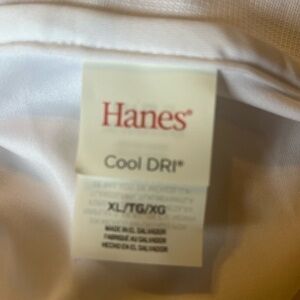 Hanes®
Cool DRI®
XL/TG/XG
MADE IN EL SALVADOR
FABRIQUÉ AU SALVADOR
HECHO EN EL SALVADOR